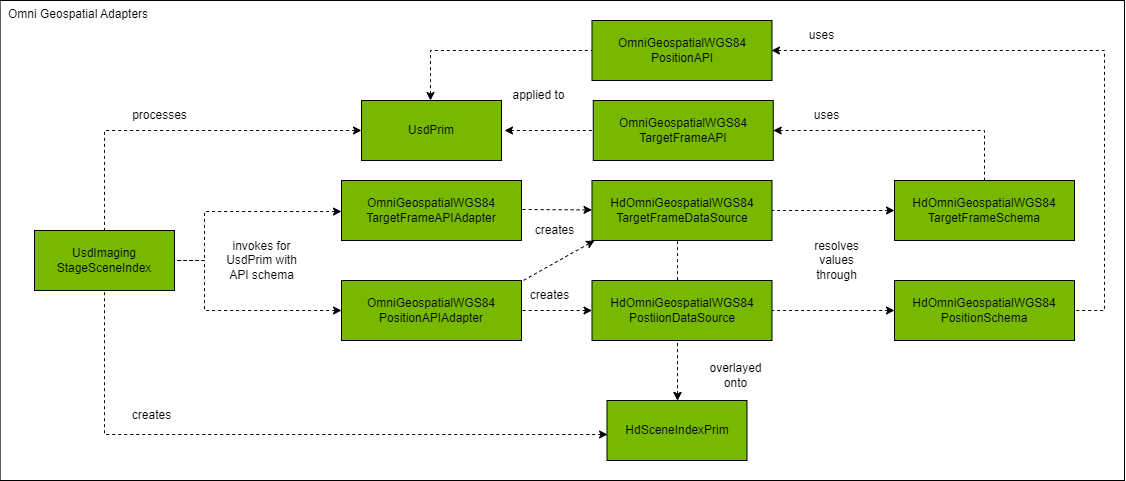 Omni Geospatial Adapters
OmniGeospatialWGS84
PositionAPI
uses
applied to
processes
UsdPrim
OmniGeospatialWGS84
TargetFrameAPI
uses
OmniGeospatialWGS84
TargetFrameAPIAdapter
HdOmniGeospatialWGS84
TargetFrameDataSource
HdOmniGeospatialWGS84
TargetFrameSchema
UsdImaging
StageSceneIndex
invokes for
UsdPrim with
API schema
creates
resolves
values
through
OmniGeospatialWGS84
PositionAPIAdapter
creates
HdOmniGeospatialWGS84
PostiionDataSource
HdOmniGeospatialWGS84
PositionSchema
overlayed
onto
creates
HdSceneIndexPrim